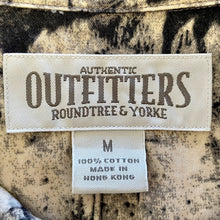 AUTHENTIC
OUTFITTERS
ROUNDTREE & YORKE
M
100% COTTON
MADE IN
HONG KONG